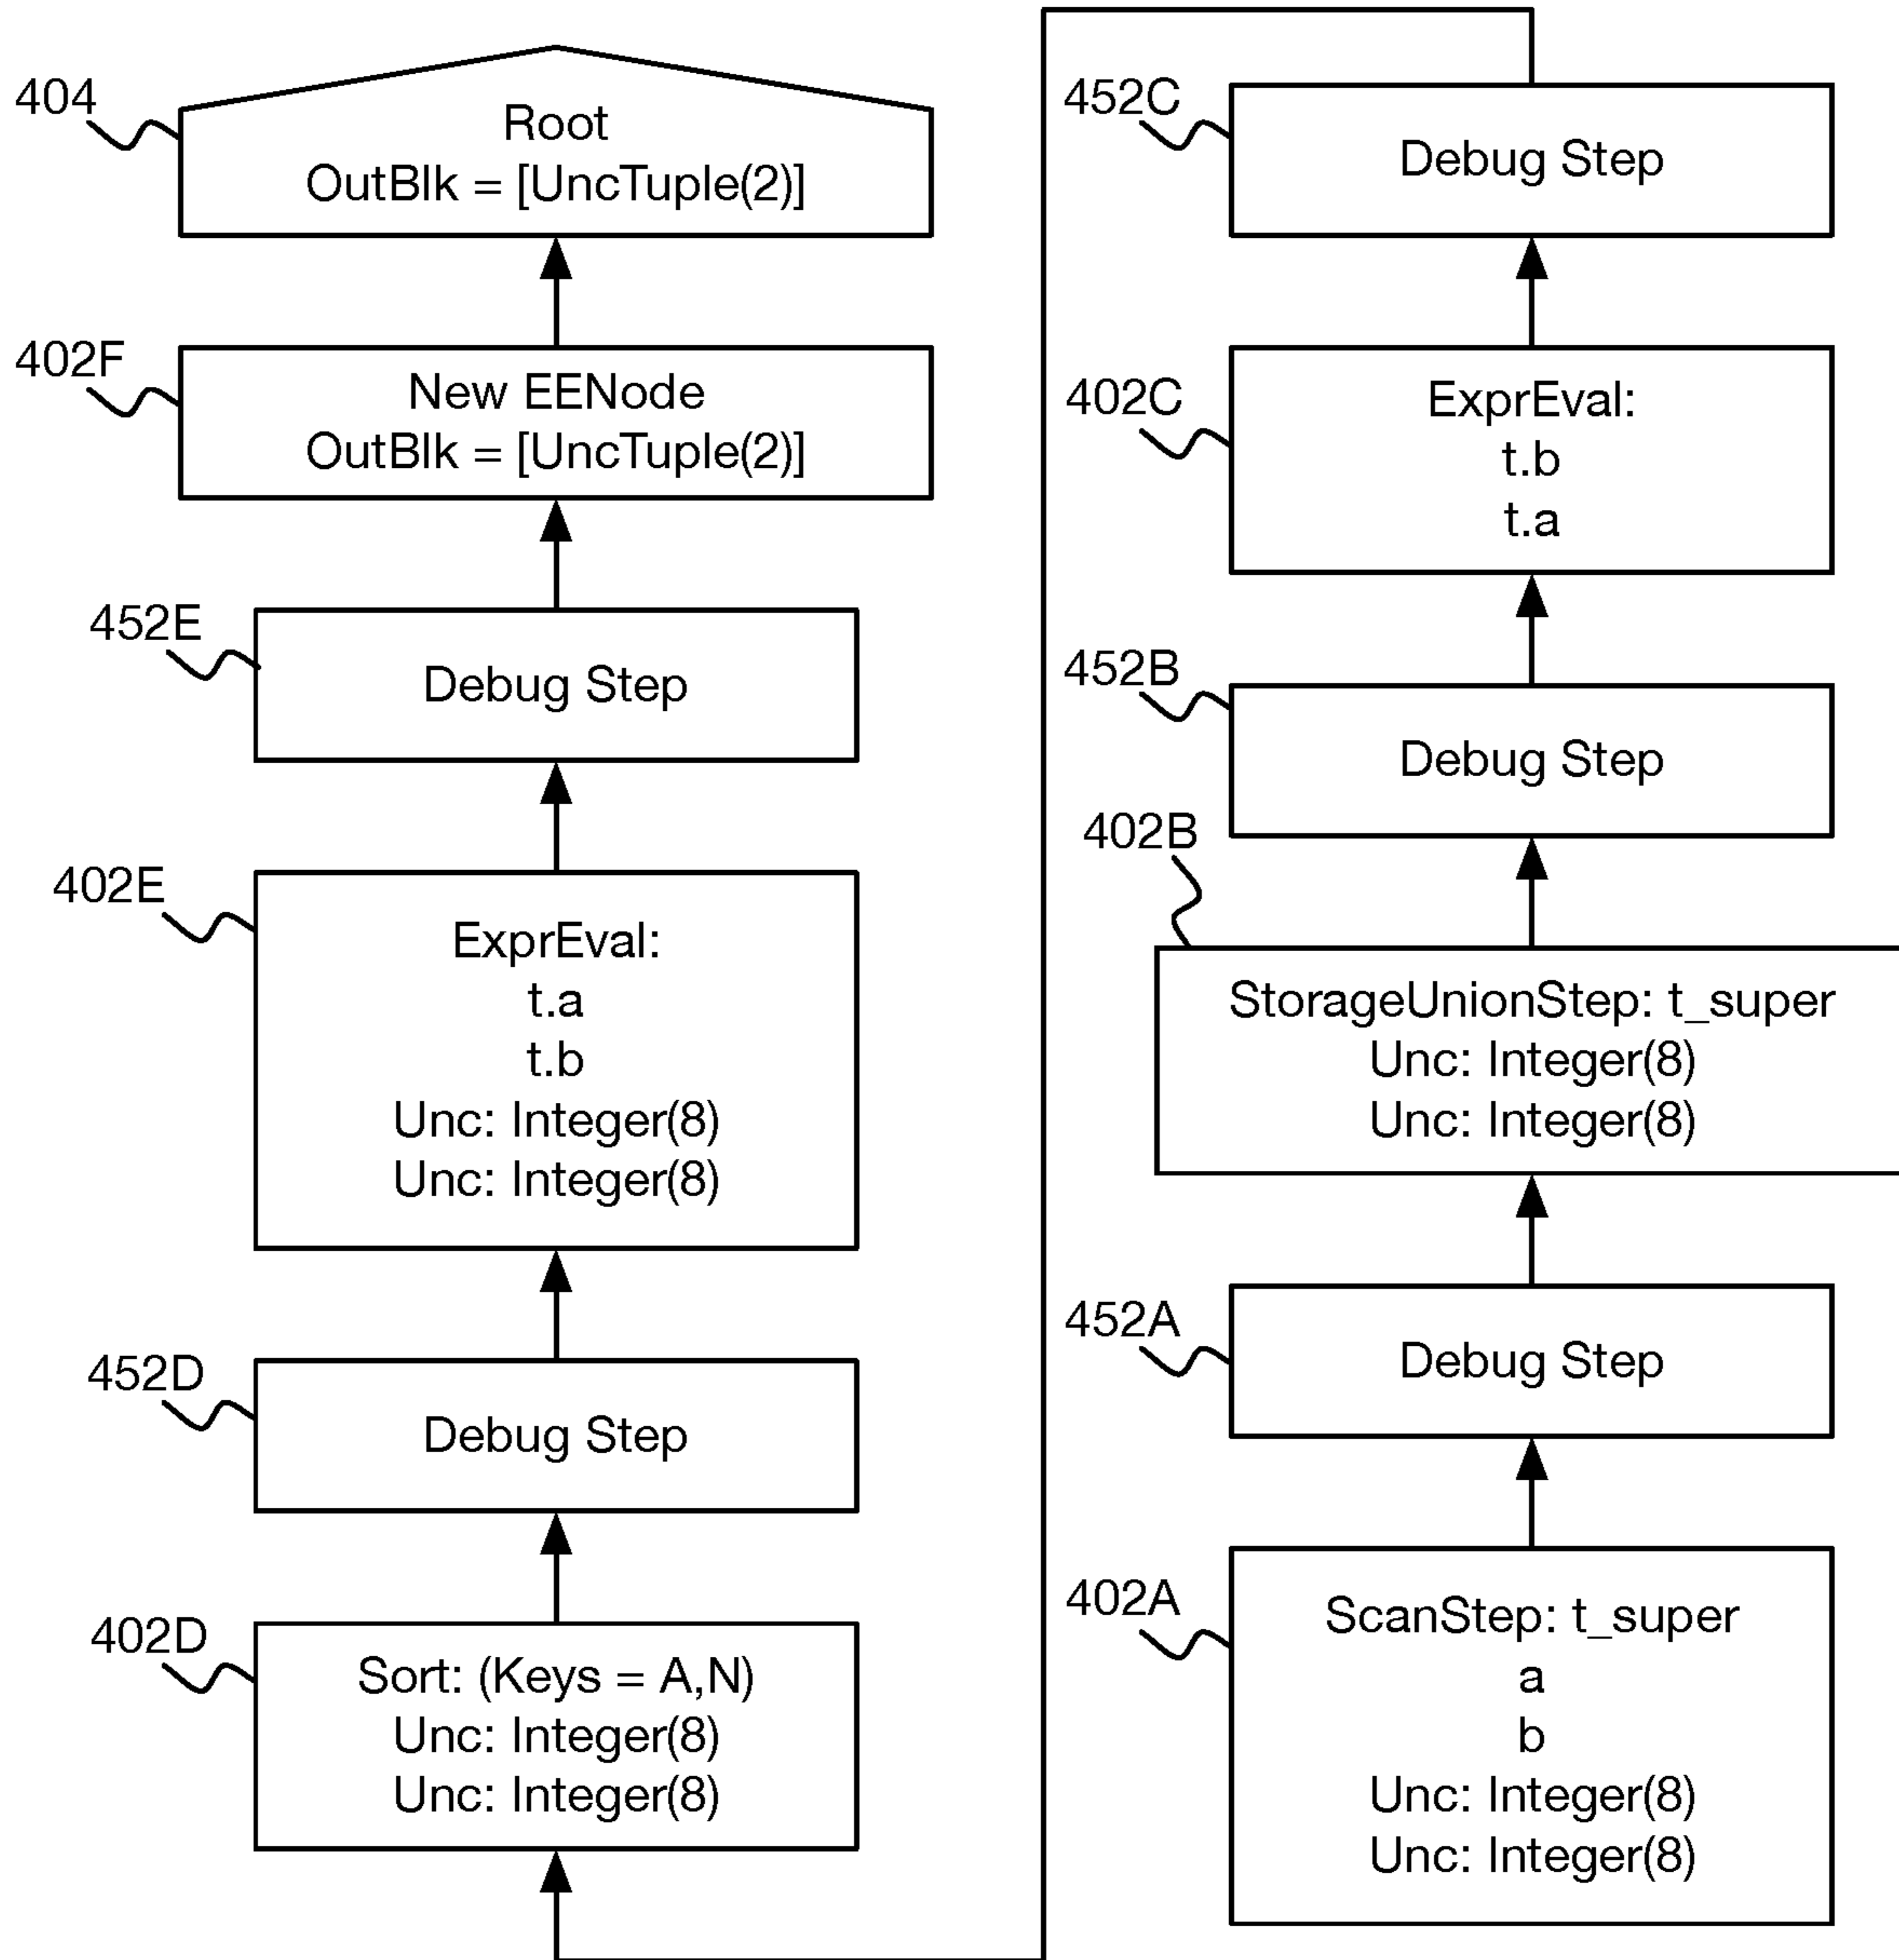 404
Root
OutBlk = [UncTuple(2)]
402F
New EENode
OutBlk = [UncTuple(2)]
452E
Debug Step
402E
ExprEval:
t.a
t.b
Unc: Integer(8)
Unc: Integer(8)
452D
Debug Step
402D
Sort: (Keys = A,N)
Unc: Integer(8)
Unc: Integer(8)
452C
Debug Step
402C
ExprEval:
t.b
t.a
452B
Debug Step
402B
StorageUnionStep: t_super
Unc: Integer(8)
Unc: Integer(8)
452A
Debug Step
402A
ScanStep: t_super
a
b
Unc: Integer(8)
Unc: Integer(8)